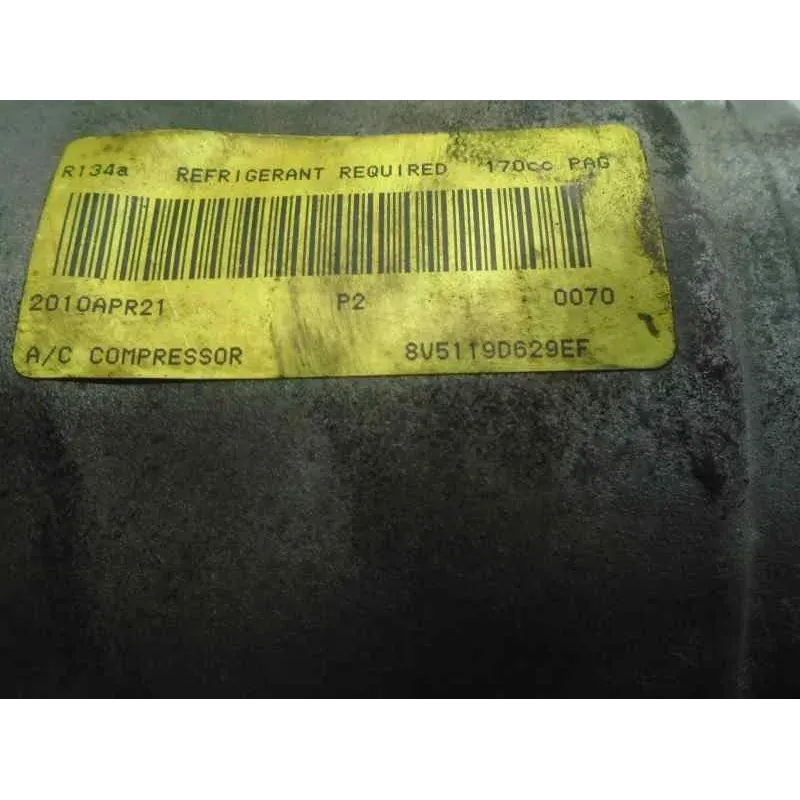 R134a REFRIGERANT REQUIRED 170cc PAG
2010APR21 P2 0070
A/C COMPRESSOR 8V5119D629EF